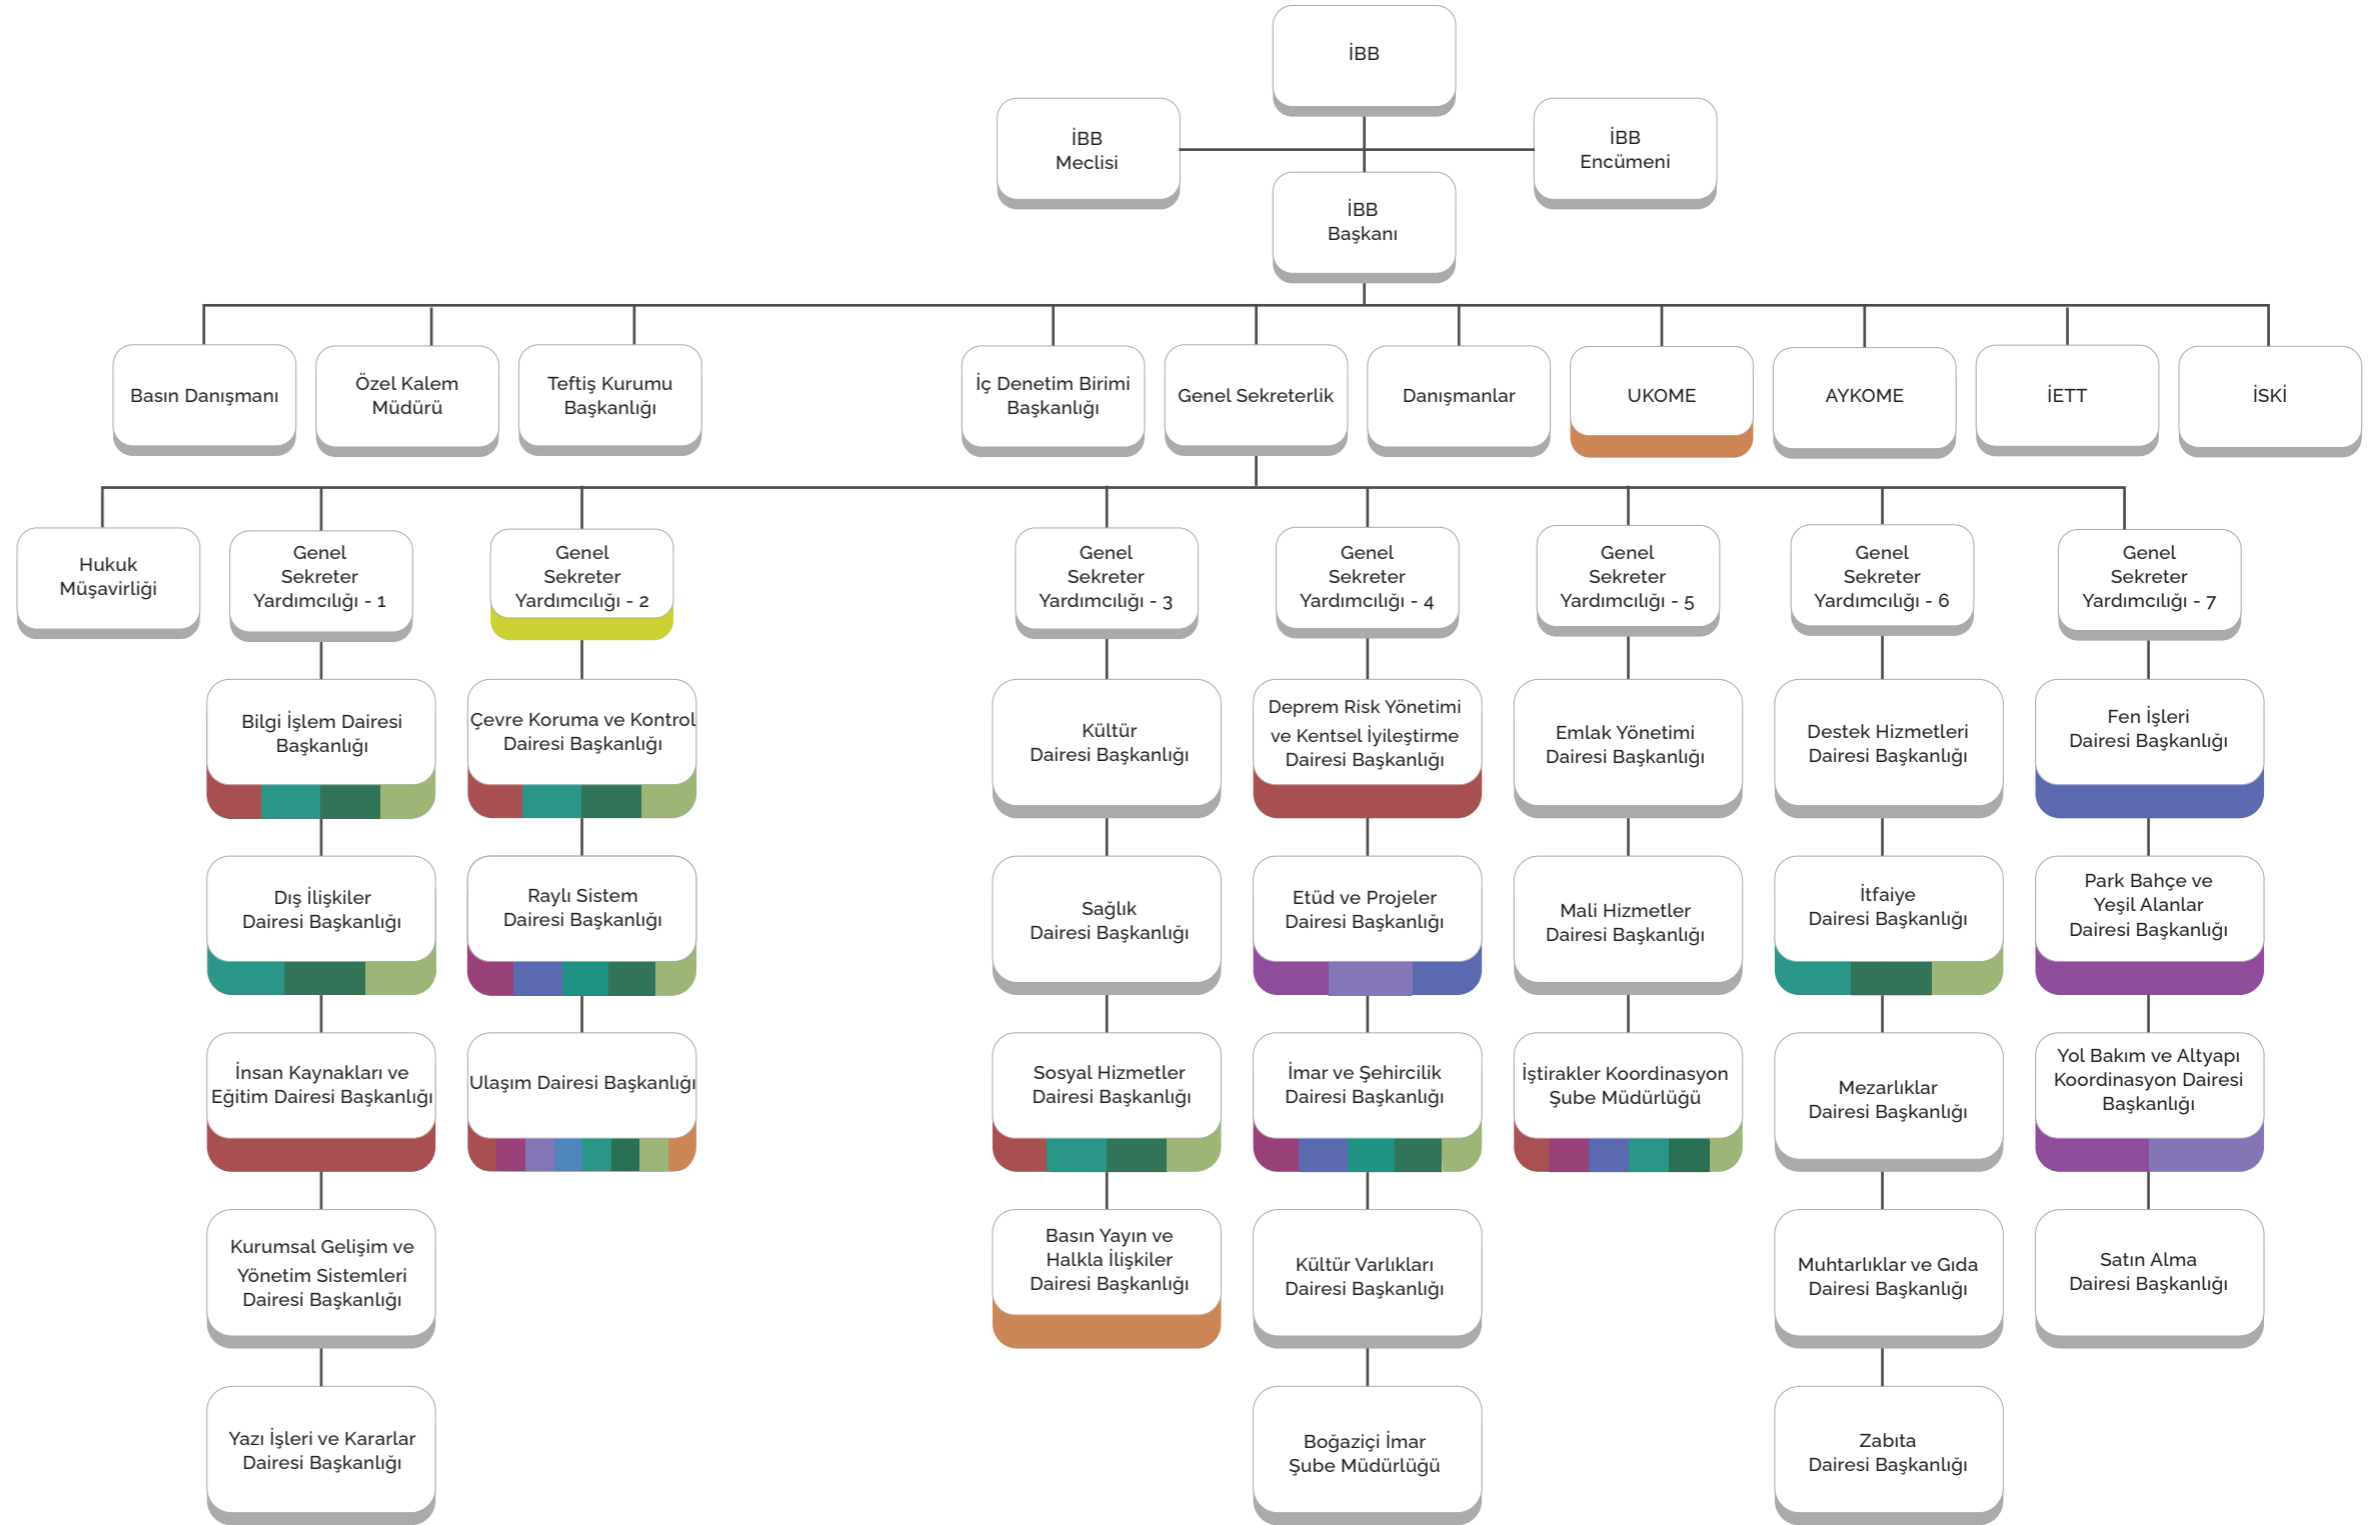 İBB
İBB
Meclisi
İBB
Encümeni
İBB
Başkanı
Basın Danışmanı
Özel Kalem
Müdürü
Teftiş Kurumu
Başkanlığı
İç Denetim Birimi
Başkanlığı
Genel Sekreterlik
Danışmanlar
UKOME
AYKOME
İETT
İSKİ
Hukuk
Müşavirliği
Genel
Sekreter
Yardımcılığı - 1
Genel
Sekreter
Yardımcılığı - 2
Genel
Sekreter
Yardımcılığı - 3
Genel
Sekreter
Yardımcılığı - 4
Genel
Sekreter
Yardımcılığı - 5
Genel
Sekreter
Yardımcılığı - 6
Genel
Sekreter
Yardımcılığı - 7
Bilgi İşlem Dairesi
Başkanlığı
Çevre Koruma ve Kontrol
Dairesi Başkanlığı
Kültür
Dairesi Başkanlığı
Deprem Risk Yönetimi
ve Kentsel İyileştirme
Dairesi Başkanlığı
Emlak Yönetimi
Dairesi Başkanlığı
Destek Hizmetleri
Dairesi Başkanlığı
Fen İşleri
Dairesi Başkanlığı
Dış İlişkiler
Dairesi Başkanlığı
Raylı Sistem
Dairesi Başkanlığı
Sağlık
Dairesi Başkanlığı
Etüd ve Projeler
Dairesi Başkanlığı
Mali Hizmetler
Dairesi Başkanlığı
İtfaiye
Dairesi Başkanlığı
Park Bahçe ve
Yeşil Alanlar
Dairesi Başkanlığı
İnsan Kaynakları ve
Eğitim Dairesi Başkanlığı
Ulaşım Dairesi Başkanlığı
Sosyal Hizmetler
Dairesi Başkanlığı
İmar ve Şehircilik
Dairesi Başkanlığı
İştirakler Koordinasyon
Şube Müdürlüğü
Mezarlıklar
Dairesi Başkanlığı
Yol Bakım ve Altyapı
Koordinasyon Dairesi
Başkanlığı
Kurumsal Gelişim ve
Yönetim Sistemleri
Dairesi Başkanlığı
Basın Yayın ve
Halkla İlişkiler
Dairesi Başkanlığı
Kültür Varlıkları
Dairesi Başkanlığı
Muhtarlıklar ve Gıda
Dairesi Başkanlığı
Satın Alma
Dairesi Başkanlığı
Yazı İşleri ve Kararlar
Dairesi Başkanlığı
Boğaziçi İmar
Şube Müdürlüğü
Zabıta
Dairesi Başkanlığı